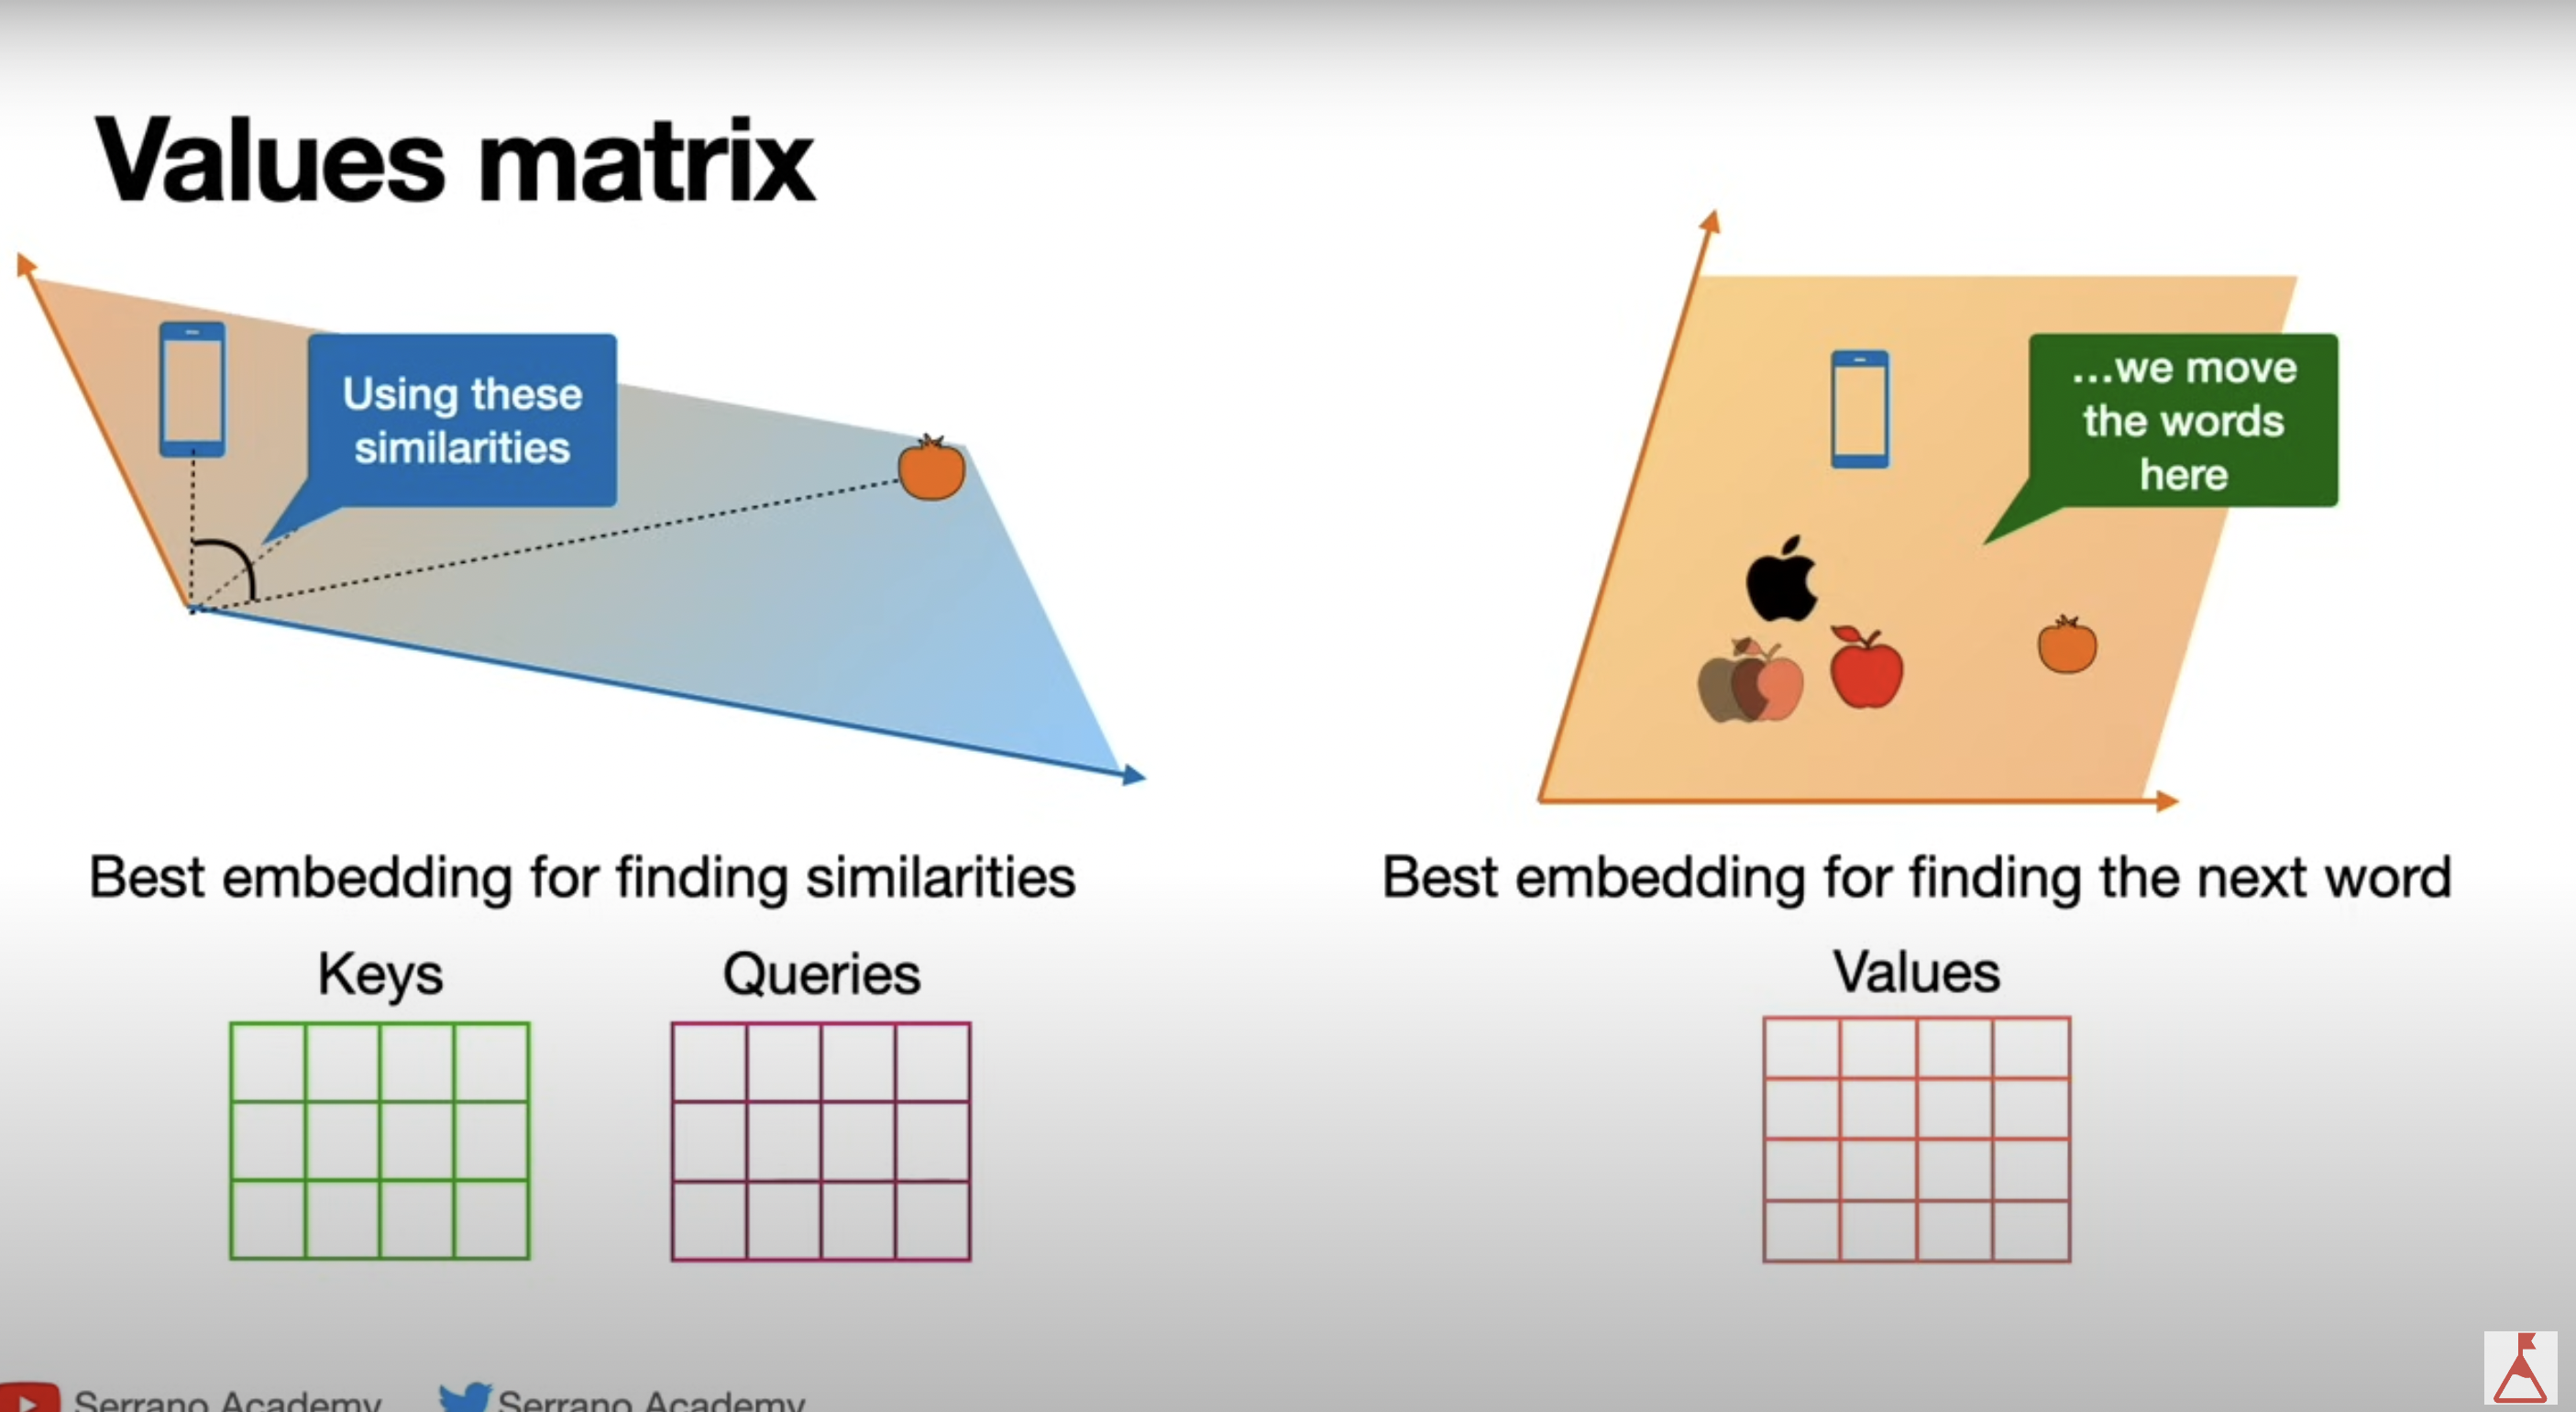 Values matrix
Using these
similarities
...we move
the words
here
Best embedding for finding similarities
Best embedding for finding the next word
Keys
Queries
Values
Serrano Academy
Serrano Academy